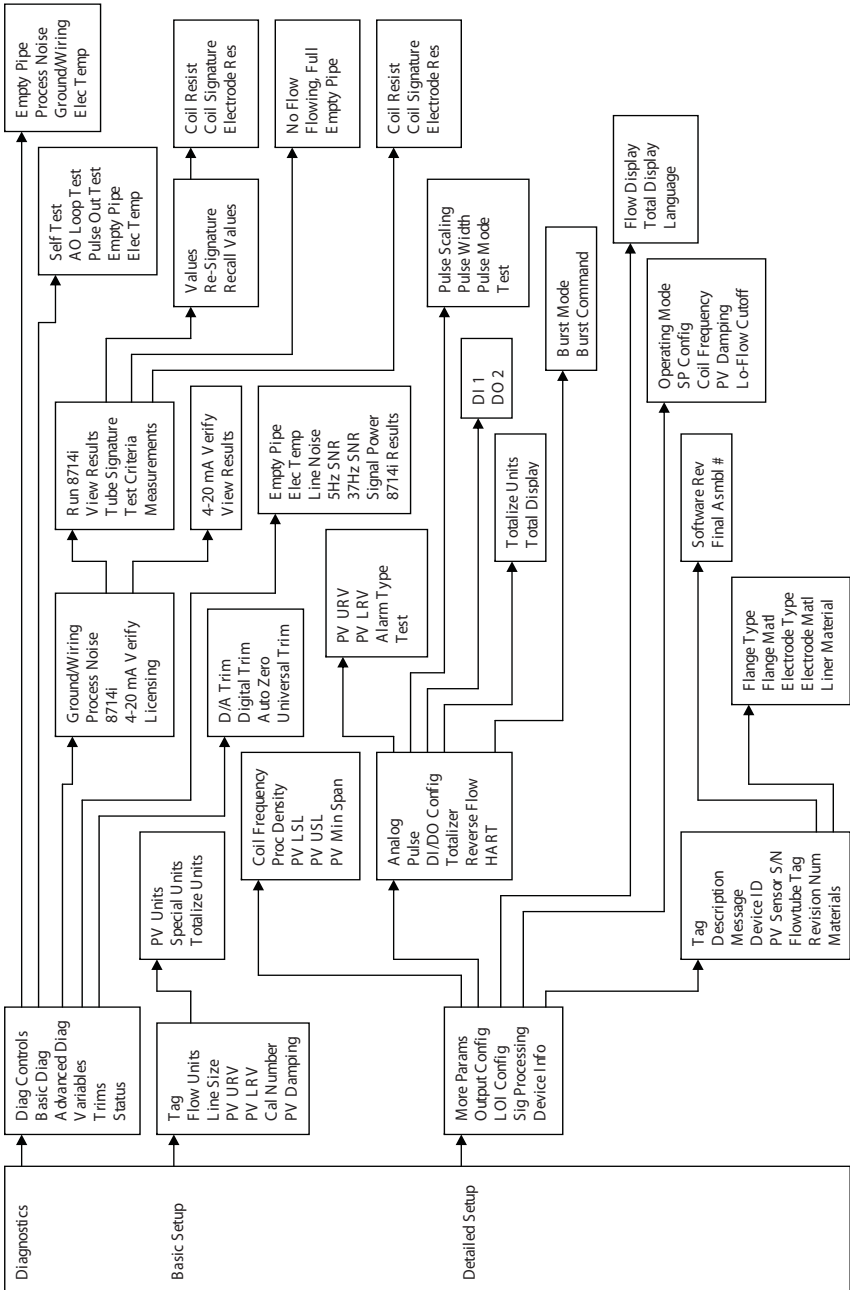 Diagnostics
Basic Setup
Detailed Setup
Diag Controls
Basic Diag
Advanced Diag
Variables
Trims
Status
Tag
Flow Units
Line Size
PV URV
PV LRV
Cal Number
PV Damping
More Params
Output Config
LOI Config
Sig Processing
Device Info
PV Units
Special Units
Totalize Units
Ground/Wiring
Process Noise
8714i
4-20 mA Verify
Licensing
D/A Trim
Digital Trim
Auto Zero
Universal Trim
Coil Frequency
Proc Density
PV LSL
PV USL
PV Min Span
Analog
Pulse
DI/DO Config
Totalizer
Reverse Flow
HART
Tag
Description
Message
Device ID
PV Sensor S/N
Flowtube Tag
Revision Num
Materials
Run 8714i
View Results
Tube Signature
Test Criteria
Measurements
4-20 mA Verify
View Results
Empty Pipe
Elec Temp
Line Noise
5Hz SNR
37Hz SNR
Signal Power
8714i Results
PV URV
PV LRV
Alarm Type
Test
Totalize Units
Total Display
DI 1
DO 2
Software Rev
Final Asmbl #
Flange Type
Flange Matl
Electrode Type
Electrode Matl
Liner Material
Self Test
AO Loop Test
Pulse Out Test
Empty Pipe
Elec Temp
Values
Re-Signature
Recall Values
Pulse Scaling
Pulse Width
Pulse Mode
Test
Burst Mode
Burst Command
Operating Mode
SP Config
Coil Frequency
PV Damping
Lo-Flow Cutoff
Empty Pipe
Process Noise
Ground/Wiring
Elec Temp
Coil Resist
Coil Signature
Electrode Res
No Flow
Flowing, Full
Empty Pipe
Coil Resist
Coil Signature
Electrode Res
Flow Display
Total Display
Language